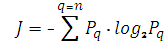 q=n
J = - ∑ P_q · log₂P_q